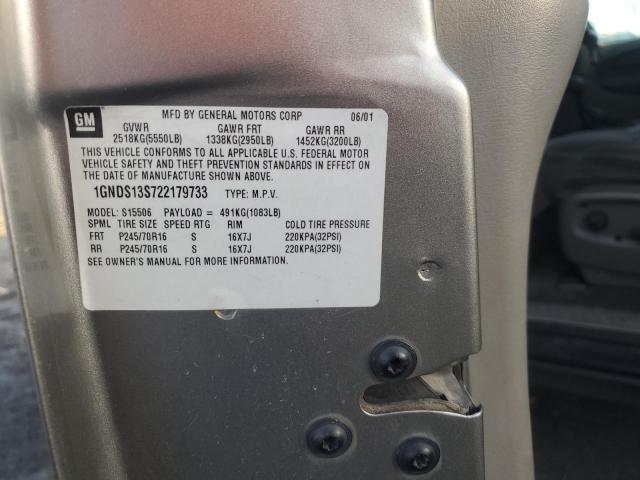 GM
MFD BY GENERAL MOTORS CORP 06/01
GVWR GAWR FRT GAWR RR
2518KG(5550LB) 1338KG(2950LB) 1452KG(3200LB)
THIS VEHICLE CONFORMS TO ALL APPLICABLE U.S. FEDERAL MOTOR
VEHICLE SAFETY AND THEFT PREVENTION STANDARDS IN EFFECT ON
THE DATE OF MANUFACTURE SHOWN ABOVE.
1GNDS13S722179733 TYPE: M.P.V.
MODEL: S15506 PAYLOAD = 491KG(1083LB)
SPML TIRE SIZE SPEED RTG RIM COLD TIRE PRESSURE
FRT P245/70R16 S 16X7J 220KPA(32PSI)
RR P245/70R16 S 16X7J 220KPA(32PSI)
SEE OWNER'S MANUAL FOR MORE INFORMATION.